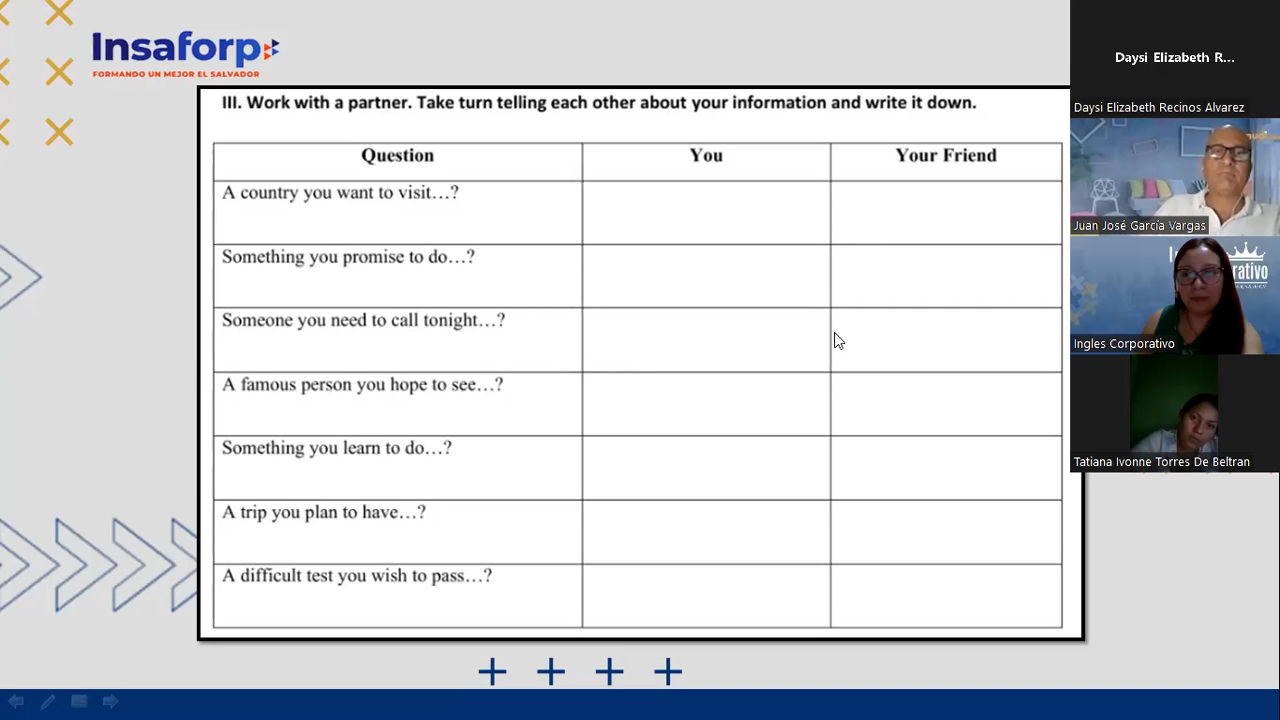 Insaforp
FORMANDO UN MEJOR EL SALVADOR
III. Work with a partner. Take turn telling each other about your information and write it down.
Question You Your Friend
A country you want to visit…?
Something you promise to do…?
Someone you need to call tonight…?
A famous person you hope to see…?
Something you learn to do…?
A trip you plan to have…?
A difficult test you wish to pass…?
Daysi Elizabeth R...
Daysi Elizabeth Recinos Alvarez
Juan José García Vargas
rativo
Ingles Corporativo
Tatiana Ivonne Torres De Beltran